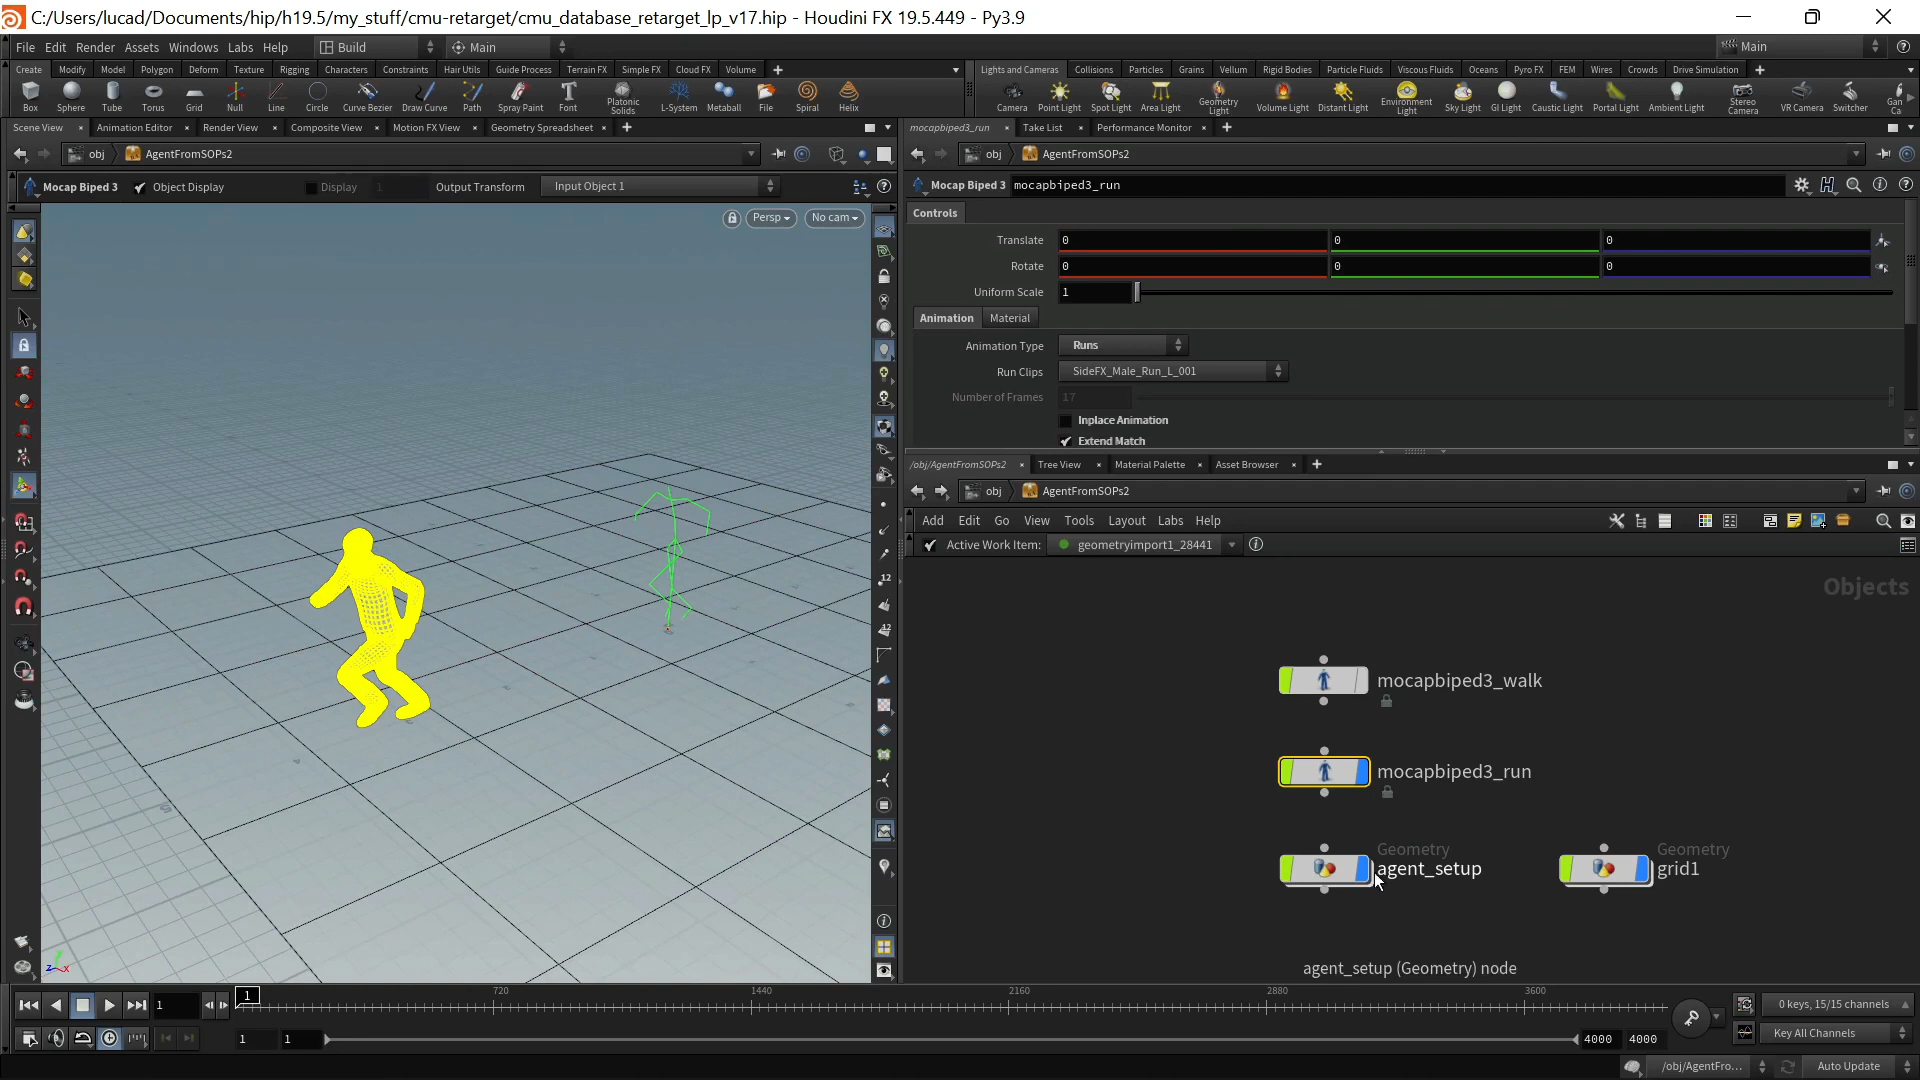 C:/Users/lucad/Documents/hip/h19.5/my_stuff/cmu-retarget/cmu_database_retarget_lp_v17.hip - Houdini FX 19.5.449 - Py3.9
File Edit Render Assets Windows Labs Help Build Main Main
Create Modify Model Polygon Deform Texture Rigging Characters Constraints Hair Utils Guide Process Terrain FX Simple FX Cloud FX Volume
Lights and Cameras Collisions Particles Grains Vellum Rigid Bodies Particle Fluids Viscous Fluids Oceans Pyro FX FEM Wires Crowds Drive Simulation
Box Sphere Tube Torus Grid Null Line Circle Curve Bezier Draw Curve Path Spray Paint Font Platonic Solids L-System Metaball File Spiral Helix
Camera Point Light Spot Light Area Light Geometry Light Volume Light Distant Light Environment Light Sky Light GI Light Caustic Light Portal Light Ambient Light Stereo Camera VR Camera Switcher
Scene View Animation Editor Render View Composite View Motion FX View Geometry Spreadsheet
mocapbiped3_run Take List Performance Monitor
obj AgentFromSOPs2
obj AgentFromSOPs2
Mocap Biped 3 Object Display Display 1 Output Transform Input Object 1
Mocap Biped 3 mocapbiped3_run
Persp No cam
Controls
Translate 0 0 0
Rotate 0 0 0
Uniform Scale 1
Animation Material
Animation Type Runs
Run Clips SideFX_Male_Run_L_001
Number of Frames 17
Inplace Animation
Extend Match
/obj/AgentFromSOPs2 Tree View Material Palette Asset Browser
obj AgentFromSOPs2
Add Edit Go View Tools Layout Labs Help
Active Work Item: geometryimport1_28441
Objects
mocapbiped3_walk
mocapbiped3_run
Geometry
agent_setup
Geometry
grid1
agent_setup (Geometry) node
12
12
z x
1 1 720 1440 2160 2880 3600
0 keys, 15/15 channels
1 1 4000 4000
Key All Channels
/obj/AgentFro... Auto Update